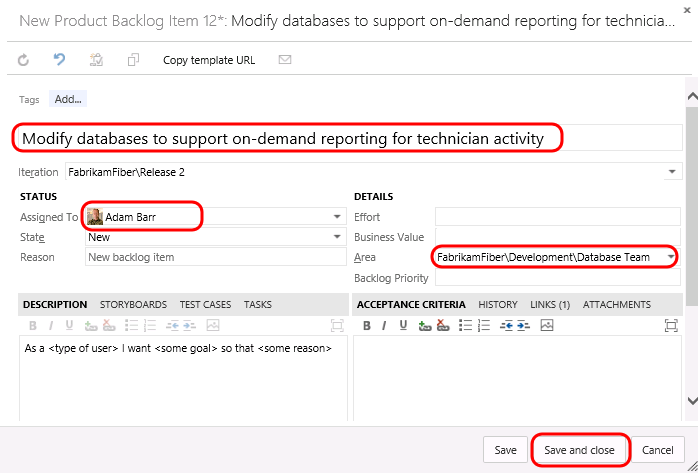 New Product Backlog Item 12*: Modify databases to support on-demand reporting for technicia...
Copy template URL
Tags Add...
Modify databases to support on-demand reporting for technician activity
Iteration FabrikamFiber\Release 2
STATUS DETAILS
Assigned To Adam Barr Effort
State New Business Value
Reason New backlog item Area FabrikamFiber\Development\Database Team
Backlog Priority
DESCRIPTION STORYBOARDS TEST CASES TASKS ACCEPTANCE CRITERIA HISTORY LINKS (1) ATTACHMENTS
B I U B I U
As a <type of user> I want <some goal> so that <some reason>
Save Save and close Cancel